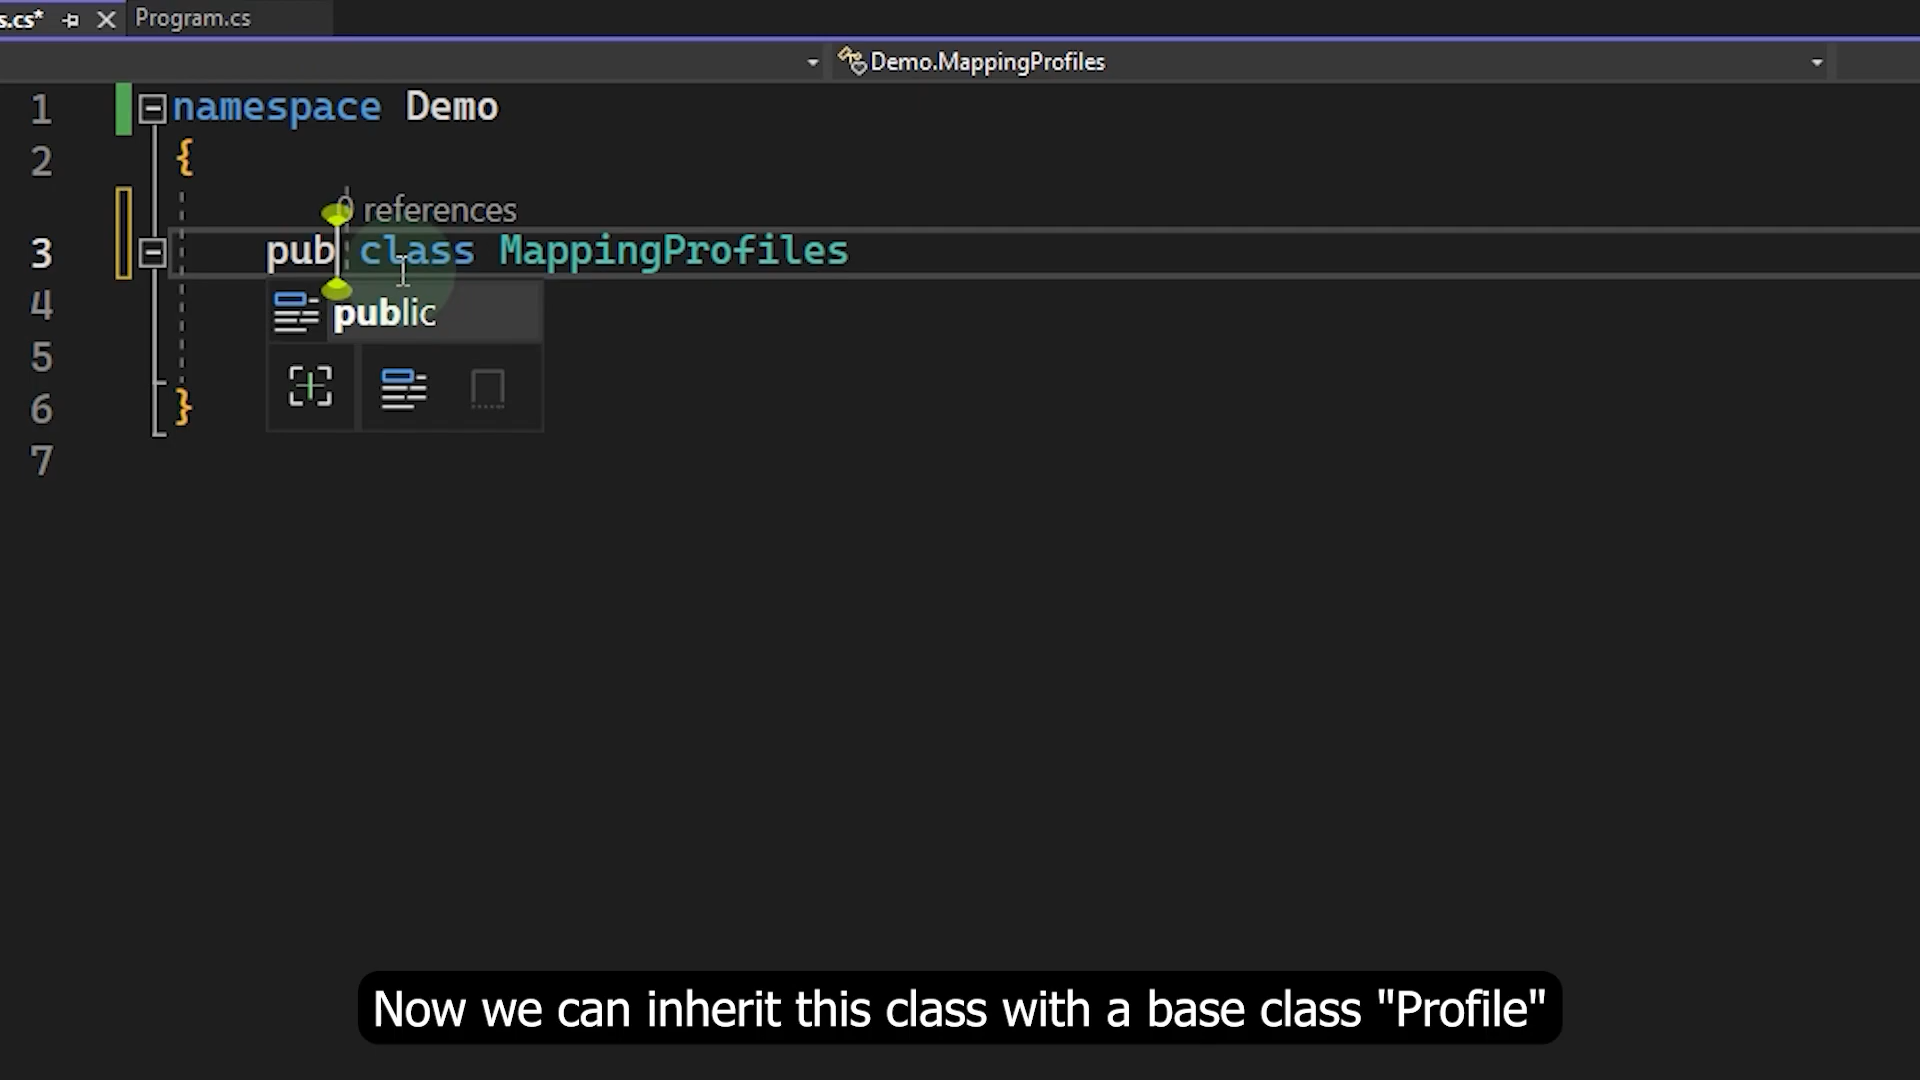 s.cs* Program.cs
Demo.MappingProfiles
1 namespace Demo
2 {
0 references
3 pub class MappingProfiles
4 public
5
6 }
7
Now we can inherit this class with a base class "Profile"